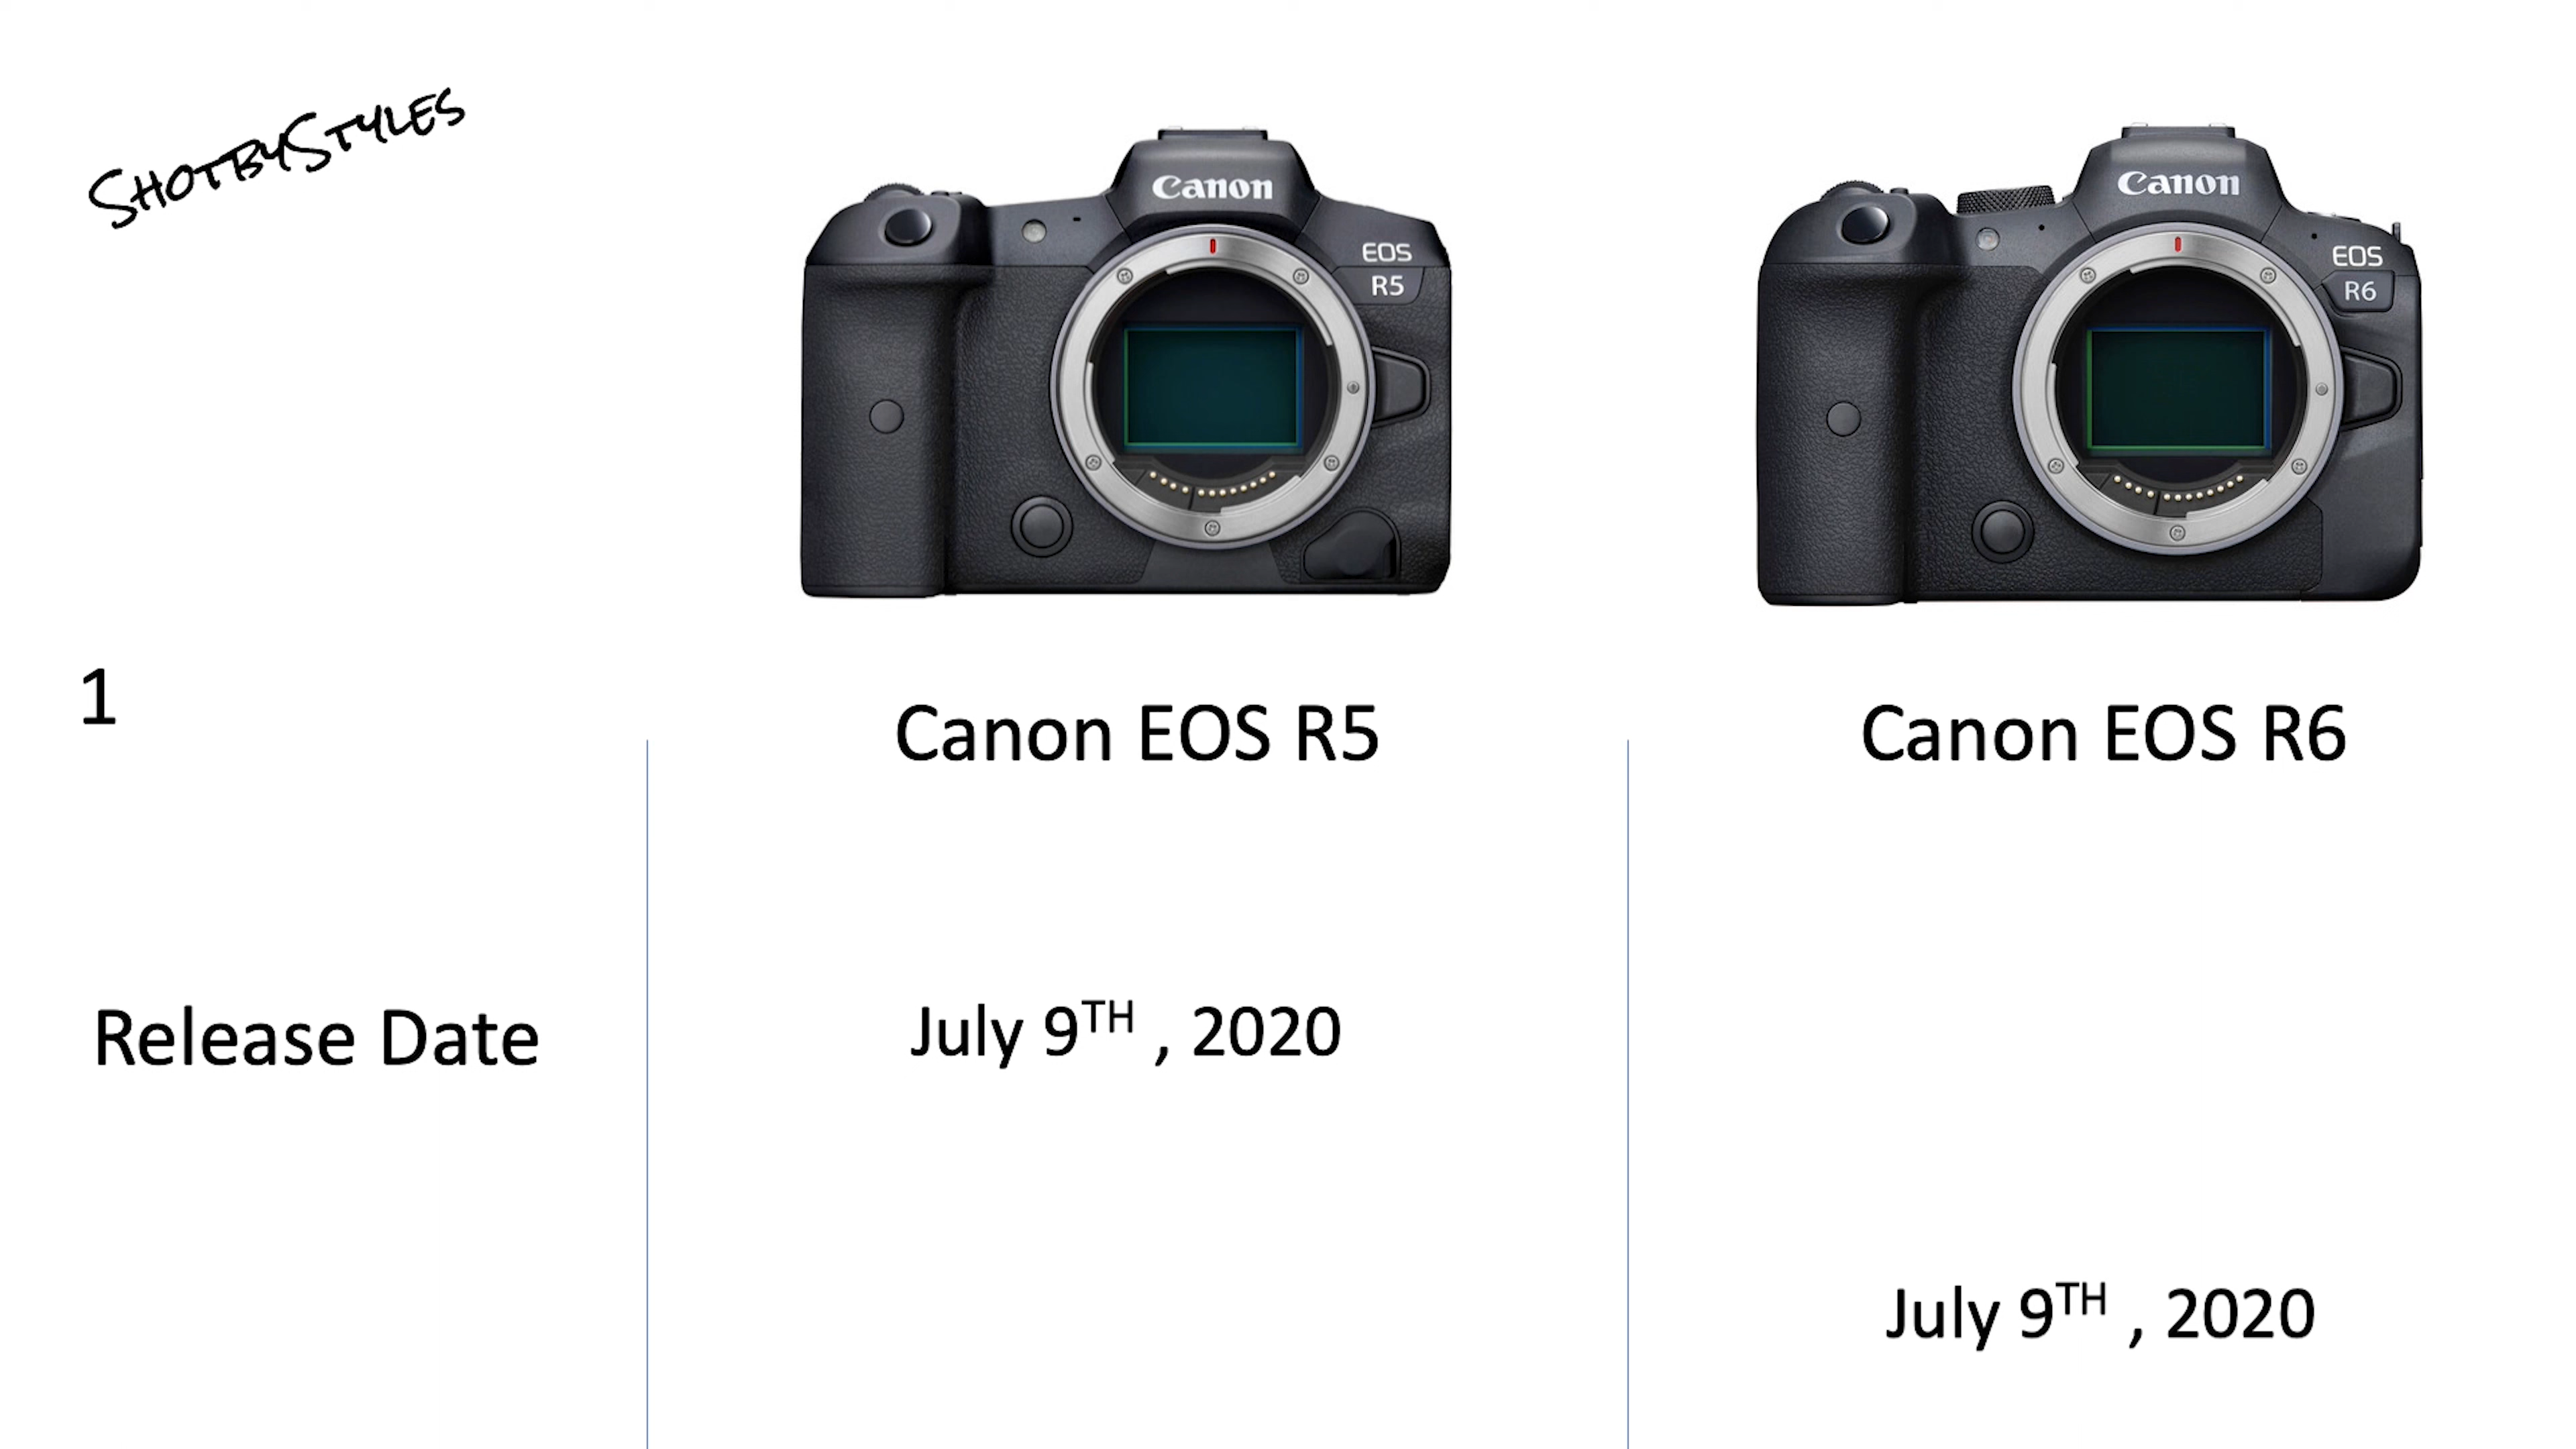 SHOTBYSTYLES
Canon
EOS
R5
Canon
EOS
R6
1
Canon EOS R5
Canon EOS R6
Release Date
July 9TH , 2020
July 9TH , 2020